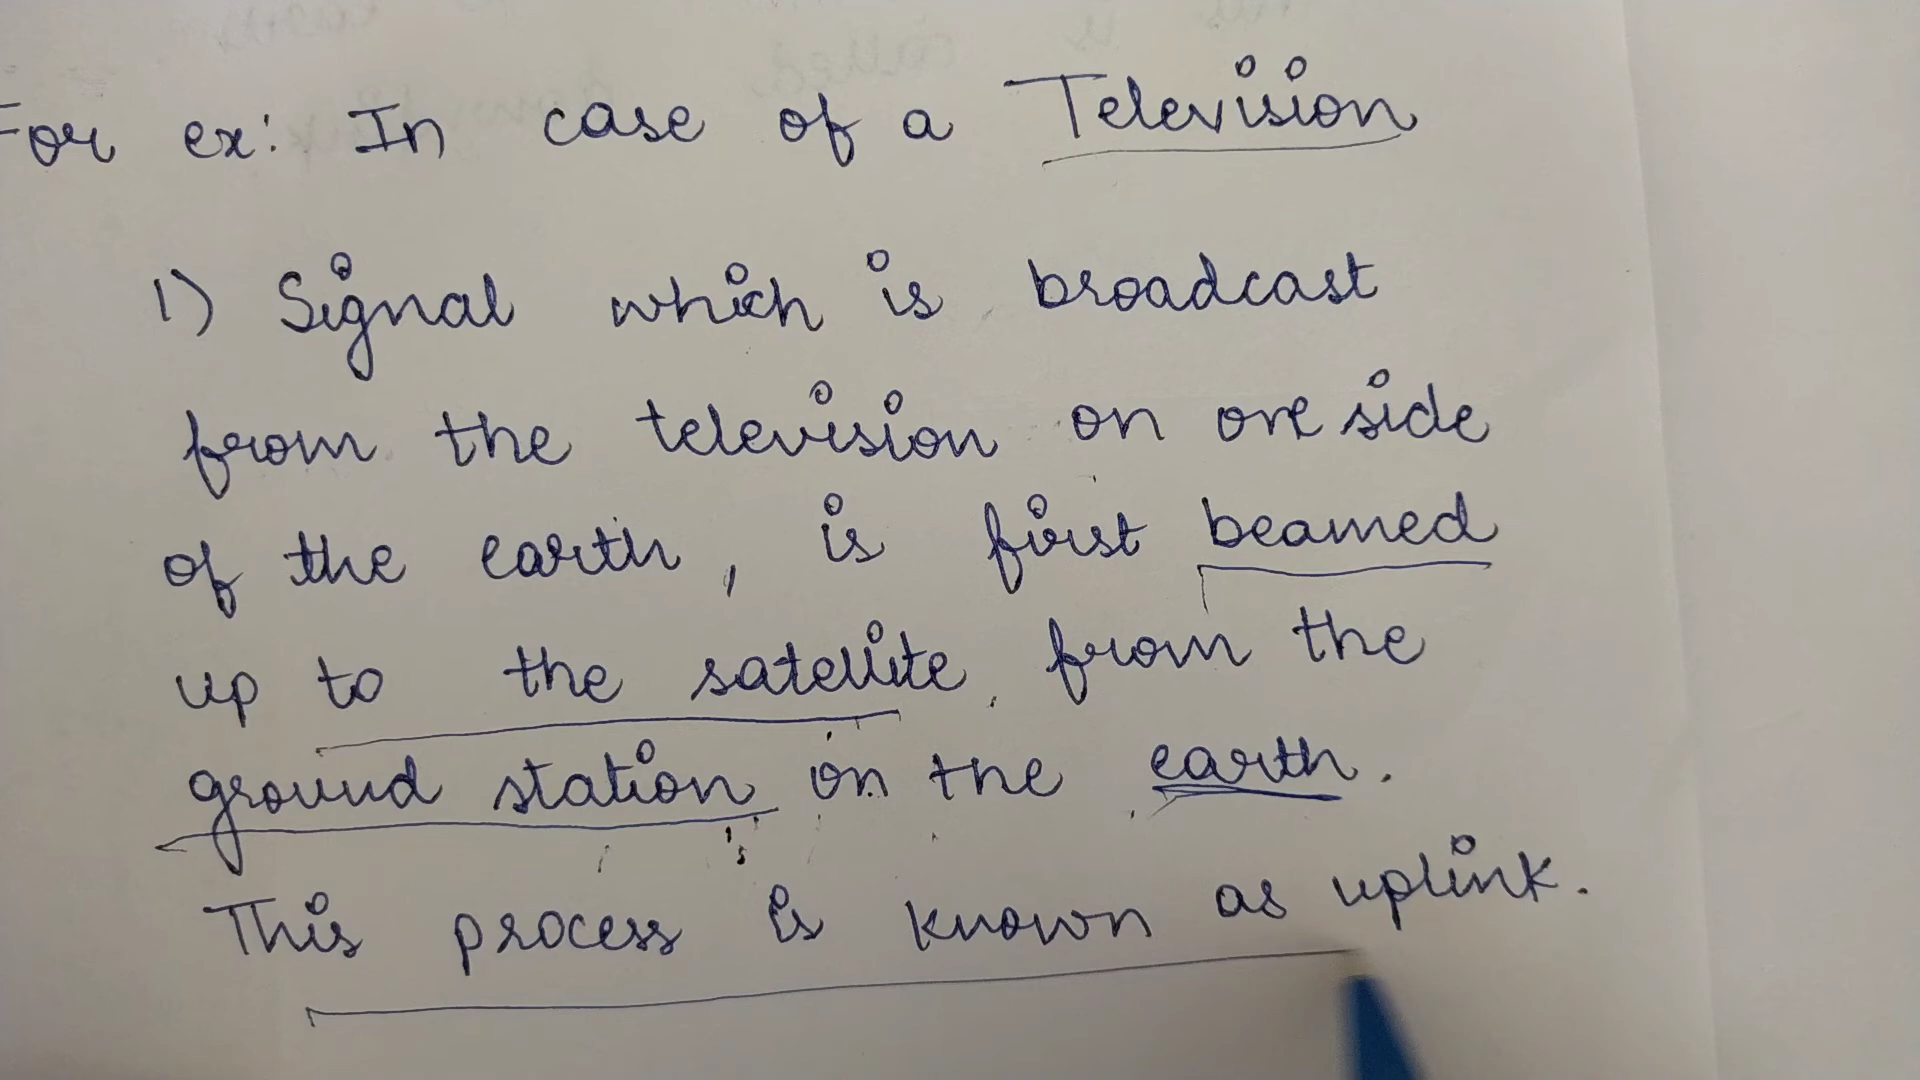 For ex: In case of a Television
1) Signal which is broadcast
from the television on one side
of the earth, is first beamed
up to the satellite from the
ground station on the earth.
This process is known as uplink.